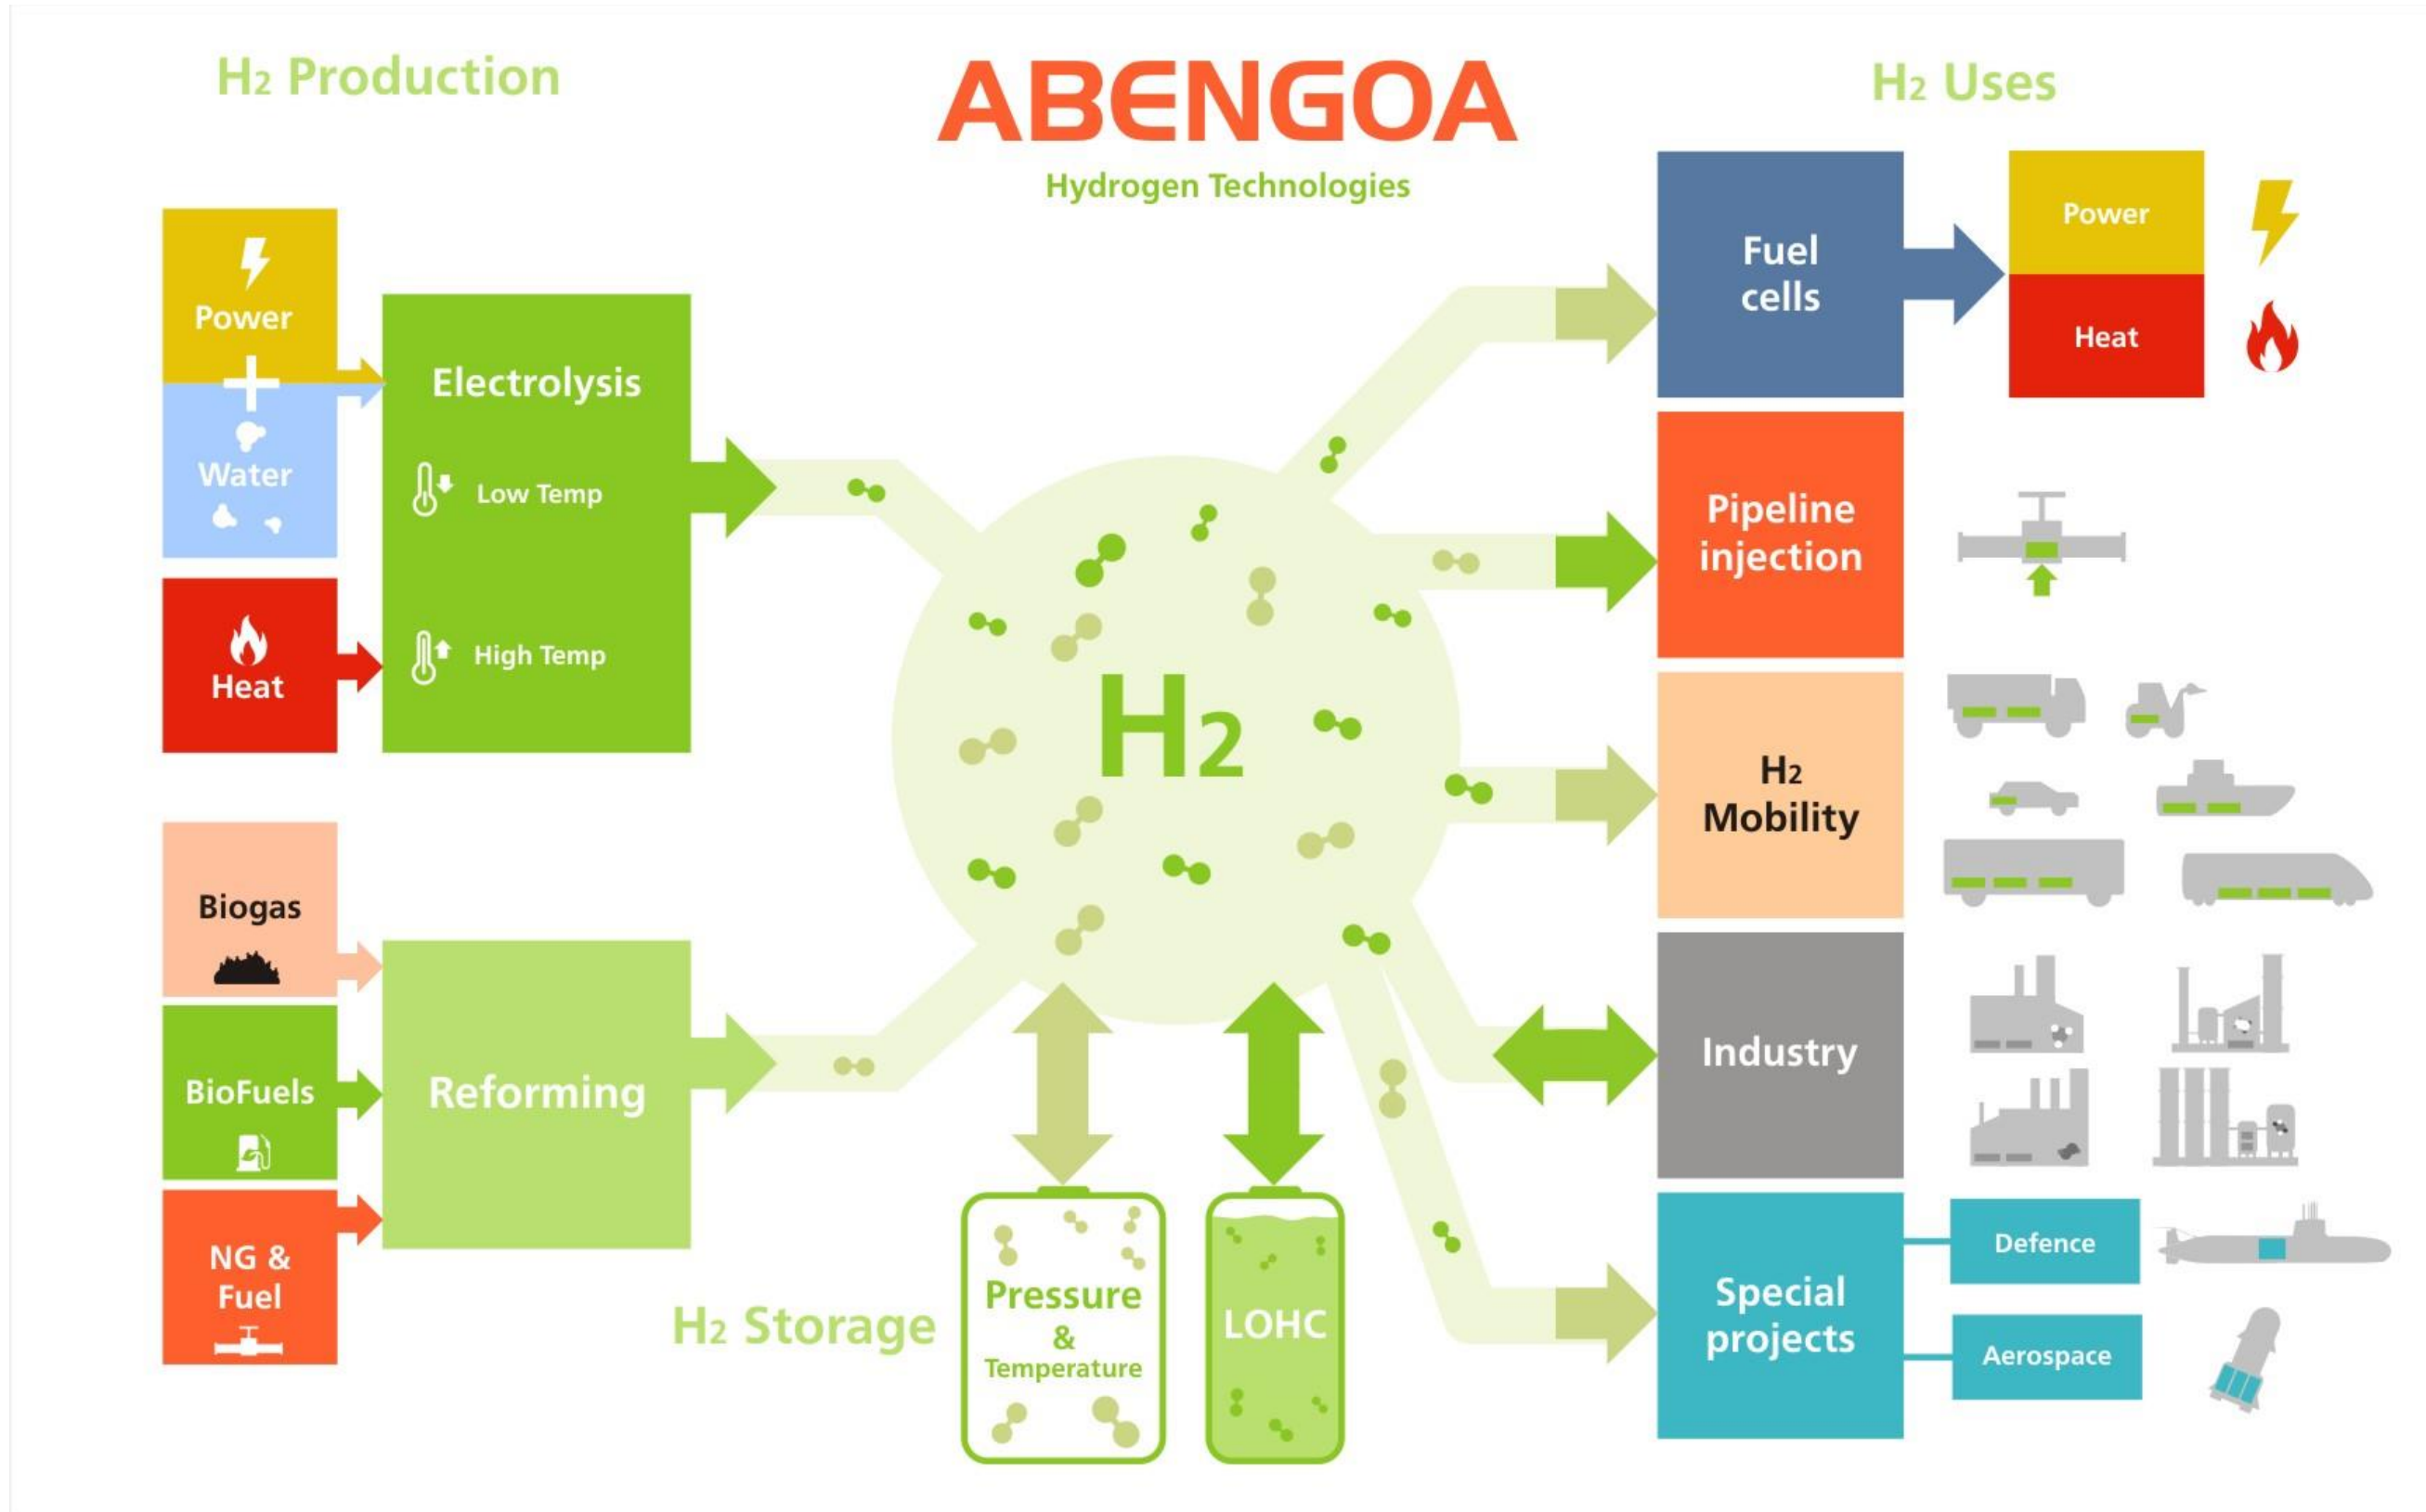 H2 Production
ABENGOA
Hydrogen Technologies
H2 Uses
Power
Water
Heat
Electrolysis
Low Temp
High Temp
Biogas
BioFuels
NG &
Fuel
Reforming
H2
H2 Storage
Pressure
&
Temperature
LOHC
Fuel
cells
Power
Heat
Pipeline
injection
H2
Mobility
Industry
Special
projects
Defence
Aerospace